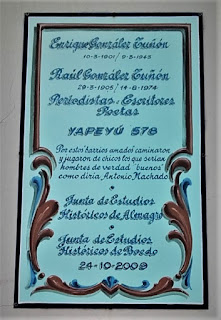 Enrique González Tuñón
10-3-1901 / 9-5-1943
Raúl González Tuñón
29-3-1905 / 14-8-1974
Periodistas - Escritores
Poetas
YAPEYÚ 578
Por estos barrios amados caminaron
y jugaron de chicos los que serían
hombres de verdad "buenos"
como diría Antonio Machado
Junta de Estudios
Históricos de Almagro
Junta de Estudios
Históricos de Boedo
24-10-2009